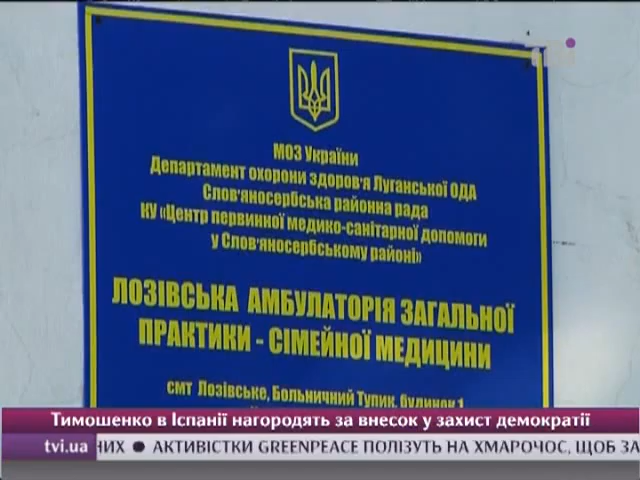 МОЗ України
Департамент охорони здоров'я Луганської ОДА
Слов'яносербська районна рада
КУ «Центр первинної медико-санітарної допомоги
у Слов'яносербському районі»
ЛОЗІВСЬКА АМБУЛАТОРІЯ ЗАГАЛЬНОЇ
ПРАКТИКИ - СІМЕЙНОЇ МЕДИЦИНИ
смт Лозівське, Больничний Тупик, будинок 1
Тимошенко в Іспанії нагородять за внесок у захист демократії
tvi.ua
НИХ ● АКТИВІСТКИ GREENPEACE ПОЛІЗУТЬ НА ХМАРОЧОС, ЩОБ ЗА